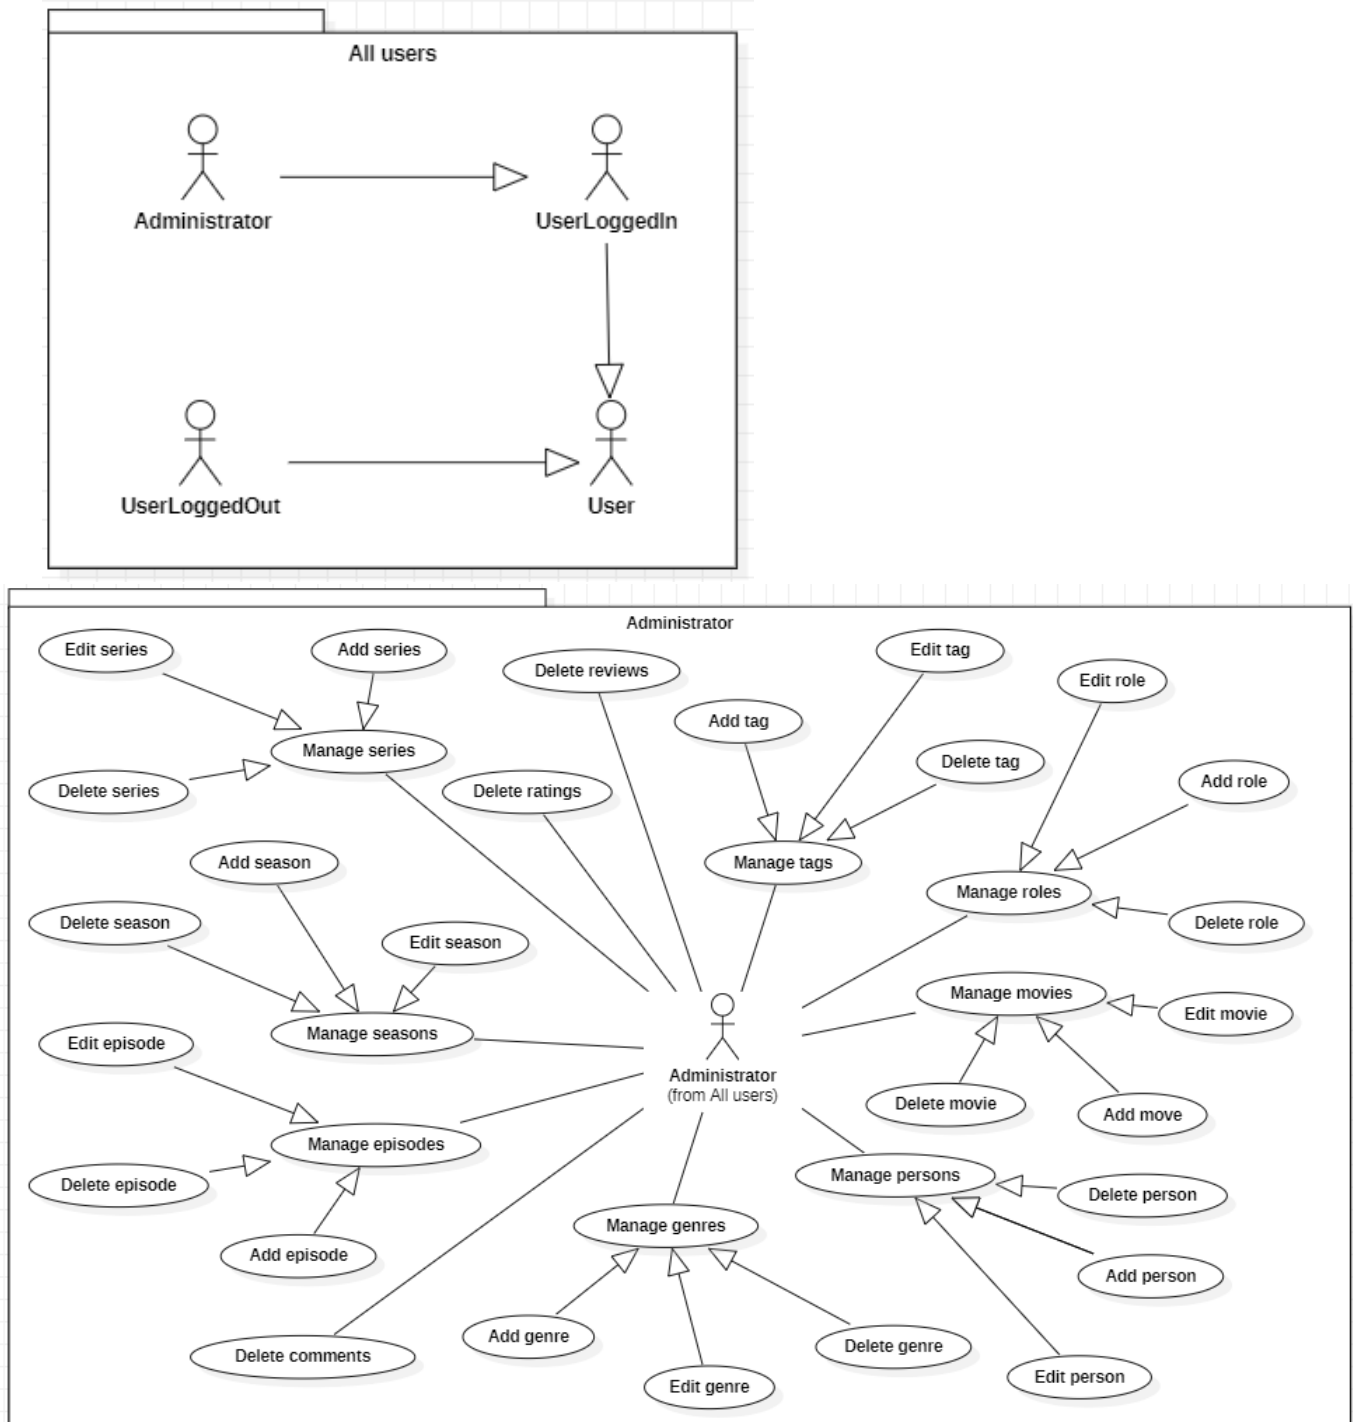 All users
Administrator
UserLoggedIn
UserLoggedOut
User
Administrator
Edit series
Add series
Delete reviews
Edit tag
Edit role
Add tag
Manage series
Delete tag
Add role
Delete series
Delete ratings
Add season
Manage tags
Manage roles
Delete season
Edit season
Delete role
Manage movies
Edit movie
Manage seasons
Edit episode
Administrator
(from All users)
Delete movie
Add move
Manage episodes
Manage persons
Delete episode
Delete person
Manage genres
Add episode
Add person
Add genre
Delete genre
Delete comments
Edit genre
Edit person